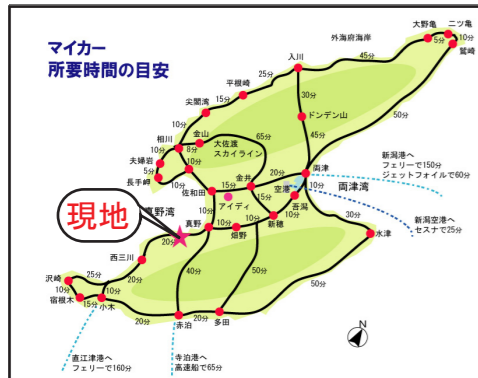 マイカー
所要時間の目安
外海府海岸
大野亀
二ツ亀
5分
10分
鷲崎
入川
45分
25分
平根崎
15分
尖閣湾
30分
50分
10分
ドンデン山
金山
相川
8分
大佐渡
スカイライン
65分
45分
夫婦岩
10分
5分
10分
長手岬
10分
佐和田
15分
金井
20分
両津
新潟港へ
フェリーで150分
ジェットフォイルで60分
アイディ
15分
空港
10分
両津湾
吾潟
現地
真野湾
10分
真野
10分
畑野
10分
新穂
10分
30分
新潟空港へ
セスナで25分
水津
20分
西三川
沢崎
25分
20分
40分
50分
50分
10分
宿根木
15分
10分
小木
20分
赤泊
20分
多田
直江津港へ
フェリーで160分
寺泊港へ
高速船で65分
N